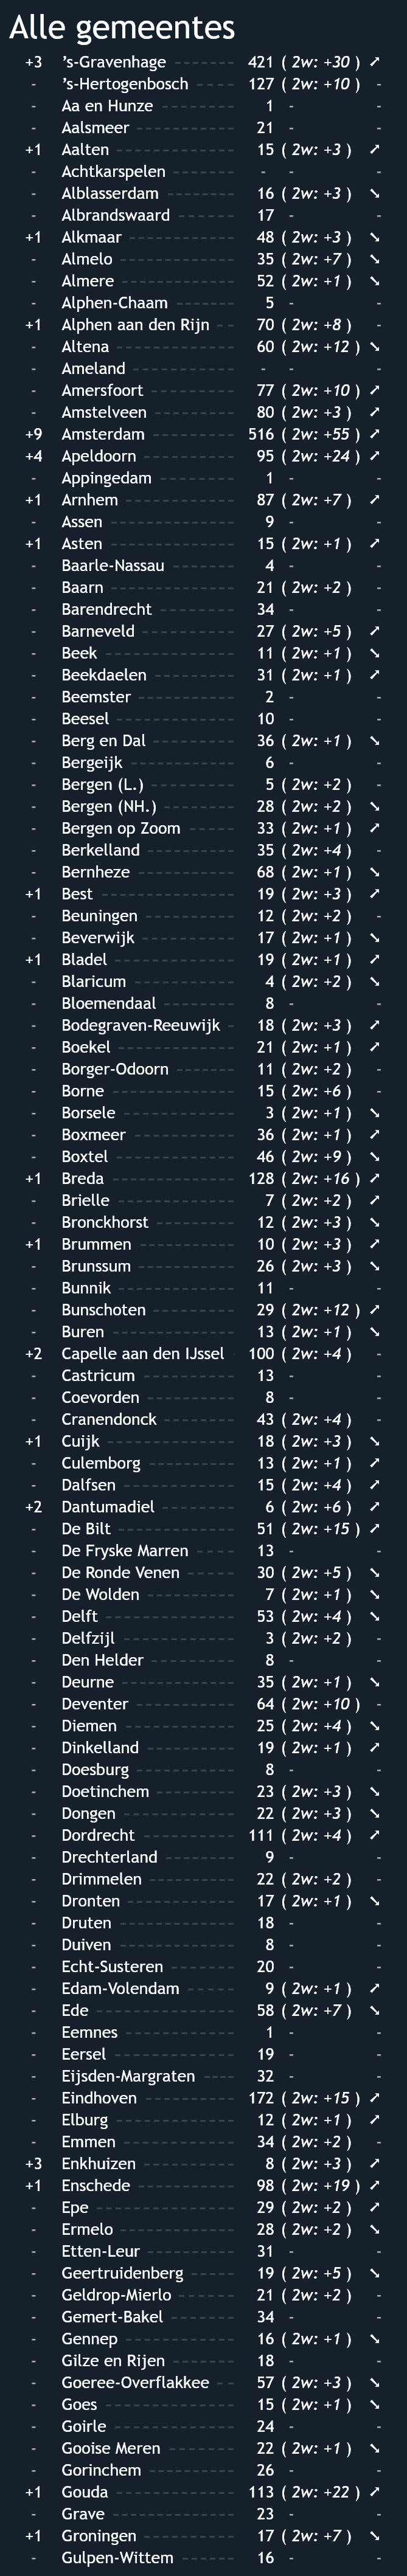 Alle gemeentes
+3 ’s-Gravenhage 421 ( 2w: +30 ) ➚
- ’s-Hertogenbosch 127 ( 2w: +10 ) -
- Aa en Hunze 1 - -
- Aalsmeer 21 - -
+1 Aalten 15 ( 2w: +3 ) ➚
- Achtkarspelen - - -
- Alblasserdam 16 ( 2w: +3 ) ➘
- Albrandswaard 17 - -
+1 Alkmaar 48 ( 2w: +3 ) ➘
- Almelo 35 ( 2w: +7 ) ➘
- Almere 52 ( 2w: +1 ) ➘
- Alphen-Chaam 5 - -
+1 Alphen aan den Rijn 70 ( 2w: +8 ) -
- Altena 60 ( 2w: +12 ) ➘
- Ameland - - -
- Amersfoort 77 ( 2w: +10 ) ➚
- Amstelveen 80 ( 2w: +3 ) ➚
+9 Amsterdam 516 ( 2w: +55 ) ➚
+4 Apeldoorn 95 ( 2w: +24 ) ➚
- Appingedam 1 - -
+1 Arnhem 87 ( 2w: +7 ) ➚
- Assen 9 - -
+1 Asten 15 ( 2w: +1 ) ➚
- Baarle-Nassau 4 - -
- Baarn 21 ( 2w: +2 ) -
- Barendrecht 34 - -
- Barneveld 27 ( 2w: +5 ) ➚
- Beek 11 ( 2w: +1 ) ➘
- Beekdaelen 31 ( 2w: +1 ) ➚
- Beemster 2 - -
- Beesel 10 - -
- Berg en Dal 36 ( 2w: +1 ) ➘
- Bergeijk 6 - -
- Bergen (L.) 5 ( 2w: +2 ) -
- Bergen (NH.) 28 ( 2w: +2 ) ➘
- Bergen op Zoom 33 ( 2w: +1 ) ➚
- Berkelland 35 ( 2w: +4 ) -
- Bernheze 68 ( 2w: +1 ) ➘
+1 Best 19 ( 2w: +3 ) ➚
- Beuningen 12 ( 2w: +2 ) -
- Beverwijk 17 ( 2w: +1 ) ➘
+1 Bladel 19 ( 2w: +1 ) ➚
- Blaricum 4 ( 2w: +2 ) ➘
- Bloemendaal 8 - -
- Bodegraven-Reeuwijk 18 ( 2w: +3 ) ➚
- Boekel 21 ( 2w: +1 ) ➚
- Borger-Odoorn 11 ( 2w: +2 ) -
- Borne 15 ( 2w: +6 ) -
- Borsele 3 ( 2w: +1 ) ➘
- Boxmeer 36 ( 2w: +1 ) ➚
- Boxtel 46 ( 2w: +9 ) ➘
+1 Breda 128 ( 2w: +16 ) ➚
- Brielle 7 ( 2w: +2 ) ➚
- Bronckhorst 12 ( 2w: +3 ) ➘
+1 Brummen 10 ( 2w: +3 ) ➚
- Brunssum 26 ( 2w: +3 ) ➘
- Bunnik 11 - -
- Bunschoten 29 ( 2w: +12 ) ➚
- Buren 13 ( 2w: +1 ) ➘
+2 Capelle aan den IJssel 100 ( 2w: +4 ) -
- Castricum 13 - -
- Coevorden 8 - -
- Cranendonck 43 ( 2w: +4 ) -
+1 Cuijk 18 ( 2w: +3 ) ➘
- Culemborg 13 ( 2w: +1 ) ➚
- Dalfsen 15 ( 2w: +4 ) ➚
+2 Dantumadiel 6 ( 2w: +6 ) ➚
- De Bilt 51 ( 2w: +15 ) ➚
- De Fryske Marren 13 - -
- De Ronde Venen 30 ( 2w: +5 ) ➘
- De Wolden 7 ( 2w: +1 ) ➘
- Delft 53 ( 2w: +4 ) ➘
- Delfzijl 3 ( 2w: +2 ) -
- Den Helder 8 - -
- Deurne 35 ( 2w: +1 ) ➘
- Deventer 64 ( 2w: +10 ) -
- Diemen 25 ( 2w: +4 ) ➘
- Dinkelland 19 ( 2w: +1 ) ➚
- Doesburg 8 - -
- Doetinchem 23 ( 2w: +3 ) ➘
- Dongen 22 ( 2w: +3 ) ➘
- Dordrecht 111 ( 2w: +4 ) ➚
- Drechterland 9 - -
- Drimmelen 22 ( 2w: +2 ) -
- Dronten 17 ( 2w: +1 ) ➘
- Druten 18 - -
- Duiven 8 - -
- Echt-Susteren 20 - -
- Edam-Volendam 9 ( 2w: +1 ) ➚
- Ede 58 ( 2w: +7 ) ➘
- Eemnes 1 - -
- Eersel 19 - -
- Eijsden-Margraten 32 - -
- Eindhoven 172 ( 2w: +15 ) ➚
- Elburg 12 ( 2w: +1 ) ➚
- Emmen 34 ( 2w: +2 ) -
+3 Enkhuizen 8 ( 2w: +3 ) ➚
+1 Enschede 98 ( 2w: +19 ) ➚
- Epe 29 ( 2w: +2 ) ➚
- Ermelo 28 ( 2w: +2 ) ➘
- Etten-Leur 31 - -
- Geertruidenberg 19 ( 2w: +5 ) ➘
- Geldrop-Mierlo 21 ( 2w: +2 ) -
- Gemert-Bakel 34 - -
- Gennep 16 ( 2w: +1 ) ➘
- Gilze en Rijen 18 - -
- Goeree-Overflakkee 57 ( 2w: +3 ) ➘
- Goes 15 ( 2w: +1 ) ➘
- Goirle 24 - -
- Gooise Meren 22 ( 2w: +1 ) ➘
- Gorinchem 26 - -
+1 Gouda 113 ( 2w: +22 ) ➚
- Grave 23 - -
+1 Groningen 17 ( 2w: +7 ) ➘
- Gulpen-Wittem 16 - -